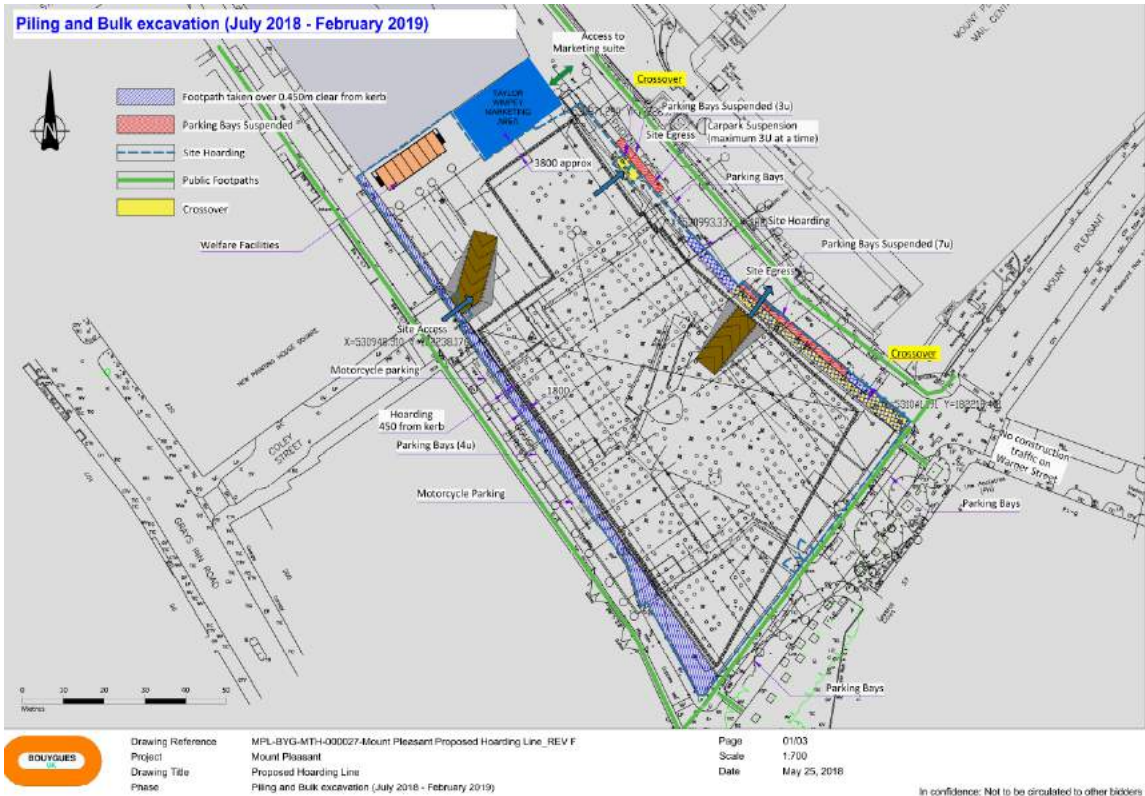 Piling and Bulk excavation (July 2018 - February 2019)
Footpath taken over 0.450m clear from kerb
Parking Bays Suspended
Site Hoarding
Public Footpaths
Crossover
N
Welfare Facilities
TAYLOR
WIMPEY
MARKETING
AREA
Access to
Marketing suite
Crossover
Parking Bays Suspended (3u)
Site Egress
Carpark Suspension
(maximum 3U at a time)
3800 approx
Parking Bays
Site Hoarding
Parking Bays Suspended (7u)
Site Egress
Crossover
MOUNT PLEASANT
Site Access
Motorcycle parking
1800
Hoarding
450 from kerb
Parking Bays (4u)
Motorcycle Parking
COLEY
STREET
GRAYS INN ROAD
No construction
traffic on
Warner Street
Parking Bays
Parking Bays
0 10 20 30 40 50
Metres
BOUYGUES
UK
Drawing Reference MPL-BYG-MTH-000027-Mount Pleasant Proposed Hoarding Line_REV F
Project Mount Pleasant
Drawing Title Proposed Hoarding Line
Phase Piling and Bulk excavation (July 2018 - February 2019)
Page 01/03
Scale 1:700
Date May 25, 2018
In confidence: Not to be circulated to other bidders